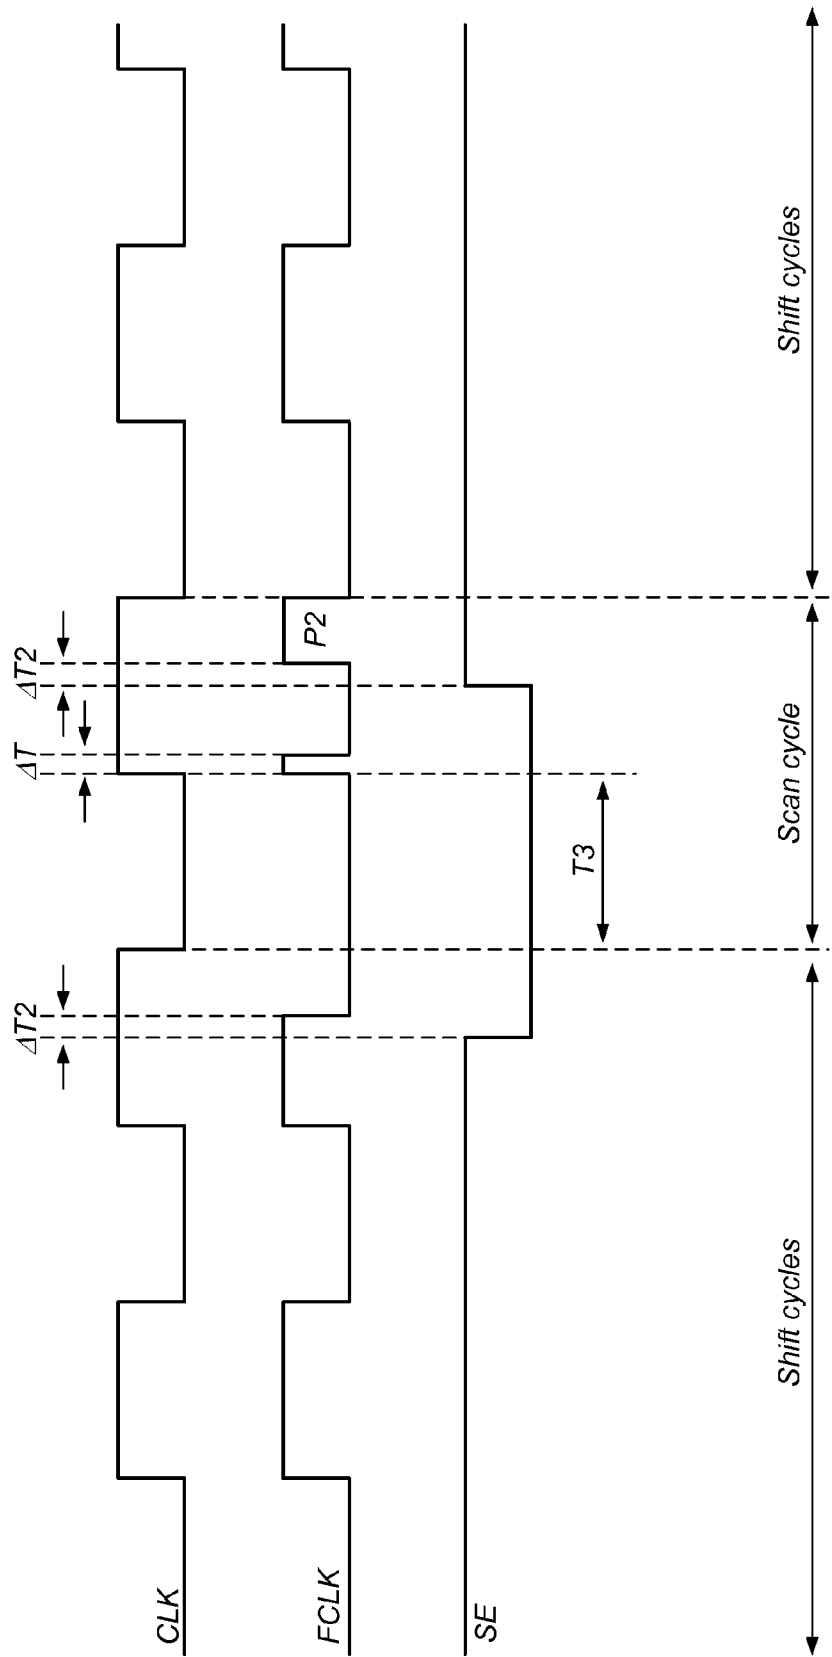 ΔT2
ΔT
ΔT2
CLK
FCLK
P2
SE
T3
Shift cycles
Scan cycle
Shift cycles